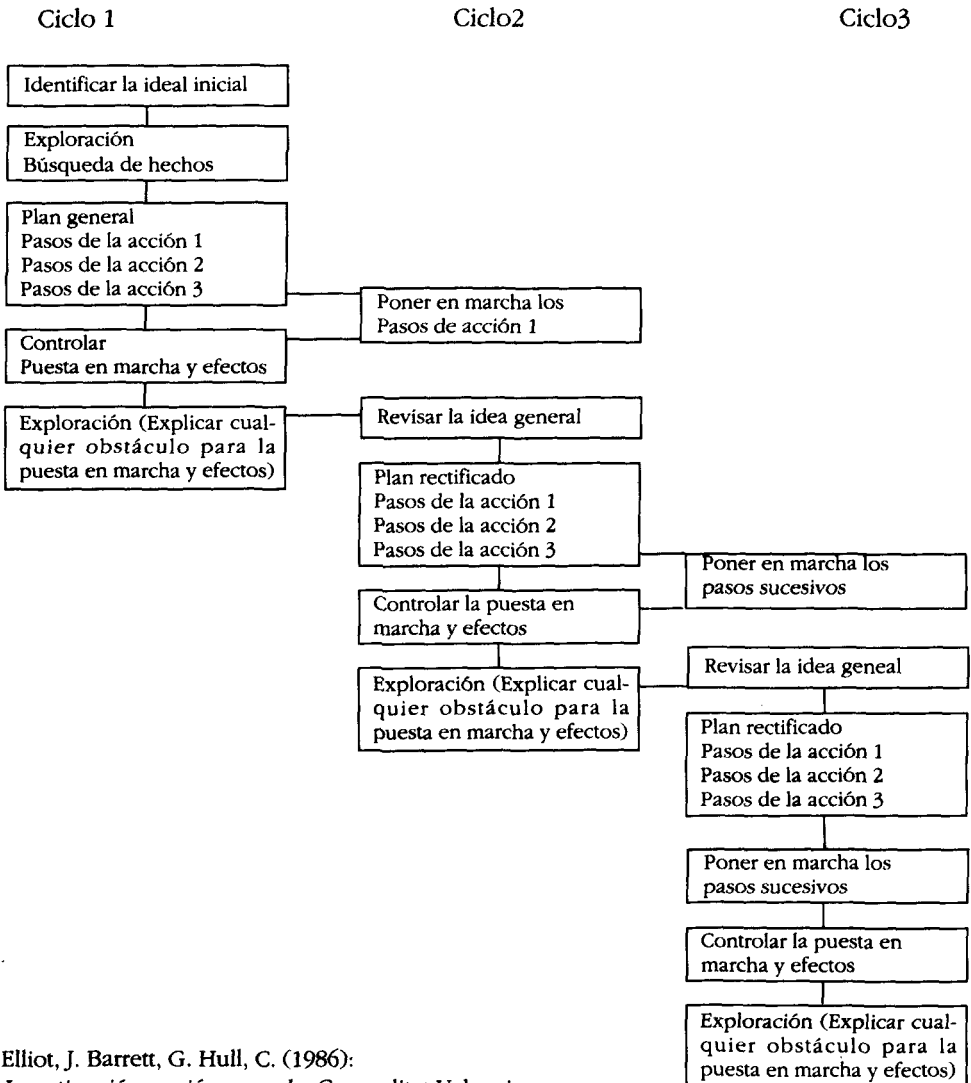 Ciclo 1
Ciclo2
Ciclo3
Identificar la ideal inicial
Exploración
Búsqueda de hechos
Plan general
Pasos de la acción 1
Pasos de la acción 2
Pasos de la acción 3
Poner en marcha los
Pasos de acción 1
Controlar
Puesta en marcha y efectos
Exploración (Explicar cual-
quier obstáculo para la
puesta en marcha y efectos)
Revisar la idea general
Plan rectificado
Pasos de la acción 1
Pasos de la acción 2
Pasos de la acción 3
Poner en marcha los
pasos sucesivos
Controlar la puesta en
marcha y efectos
Exploración (Explicar cual-
quier obstáculo para la
puesta en marcha y efectos)
Revisar la idea geneal
Plan rectificado
Pasos de la acción 1
Pasos de la acción 2
Pasos de la acción 3
Poner en marcha los
pasos sucesivos
Controlar la puesta en
marcha y efectos
Exploración (Explicar cual-
quier obstáculo para la
puesta en marcha y efectos)
Elliot, J. Barrett, G. Hull, C. (1986):